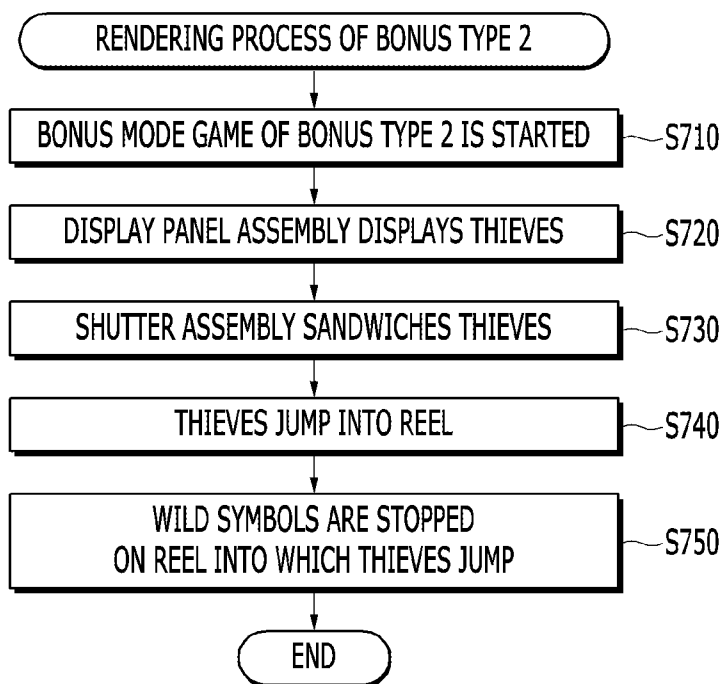 RENDERING PROCESS OF BONUS TYPE 2
BONUS MODE GAME OF BONUS TYPE 2 IS STARTED
S710
DISPLAY PANEL ASSEMBLY DISPLAYS THIEVES
S720
SHUTTER ASSEMBLY SANDWICHES THIEVES
S730
THIEVES JUMP INTO REEL
S740
WILD SYMBOLS ARE STOPPED
ON REEL INTO WHICH THIEVES JUMP
S750
END